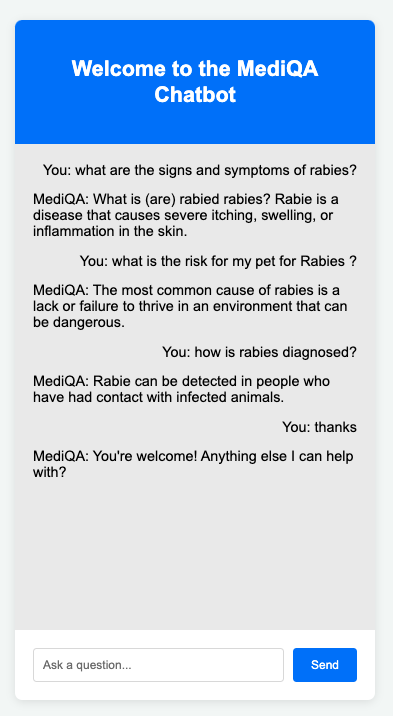 Welcome to the MediQA
Chatbot
You: what are the signs and symptoms of rabies?
MediQA: What is (are) rabied rabies? Rabie is a
disease that causes severe itching, swelling, or
inflammation in the skin.
You: what is the risk for my pet for Rabies ?
MediQA: The most common cause of rabies is a
lack or failure to thrive in an environment that can
be dangerous.
You: how is rabies diagnosed?
MediQA: Rabie can be detected in people who
have had contact with infected animals.
You: thanks
MediQA: You're welcome! Anything else I can help
with?
Ask a question...
Send